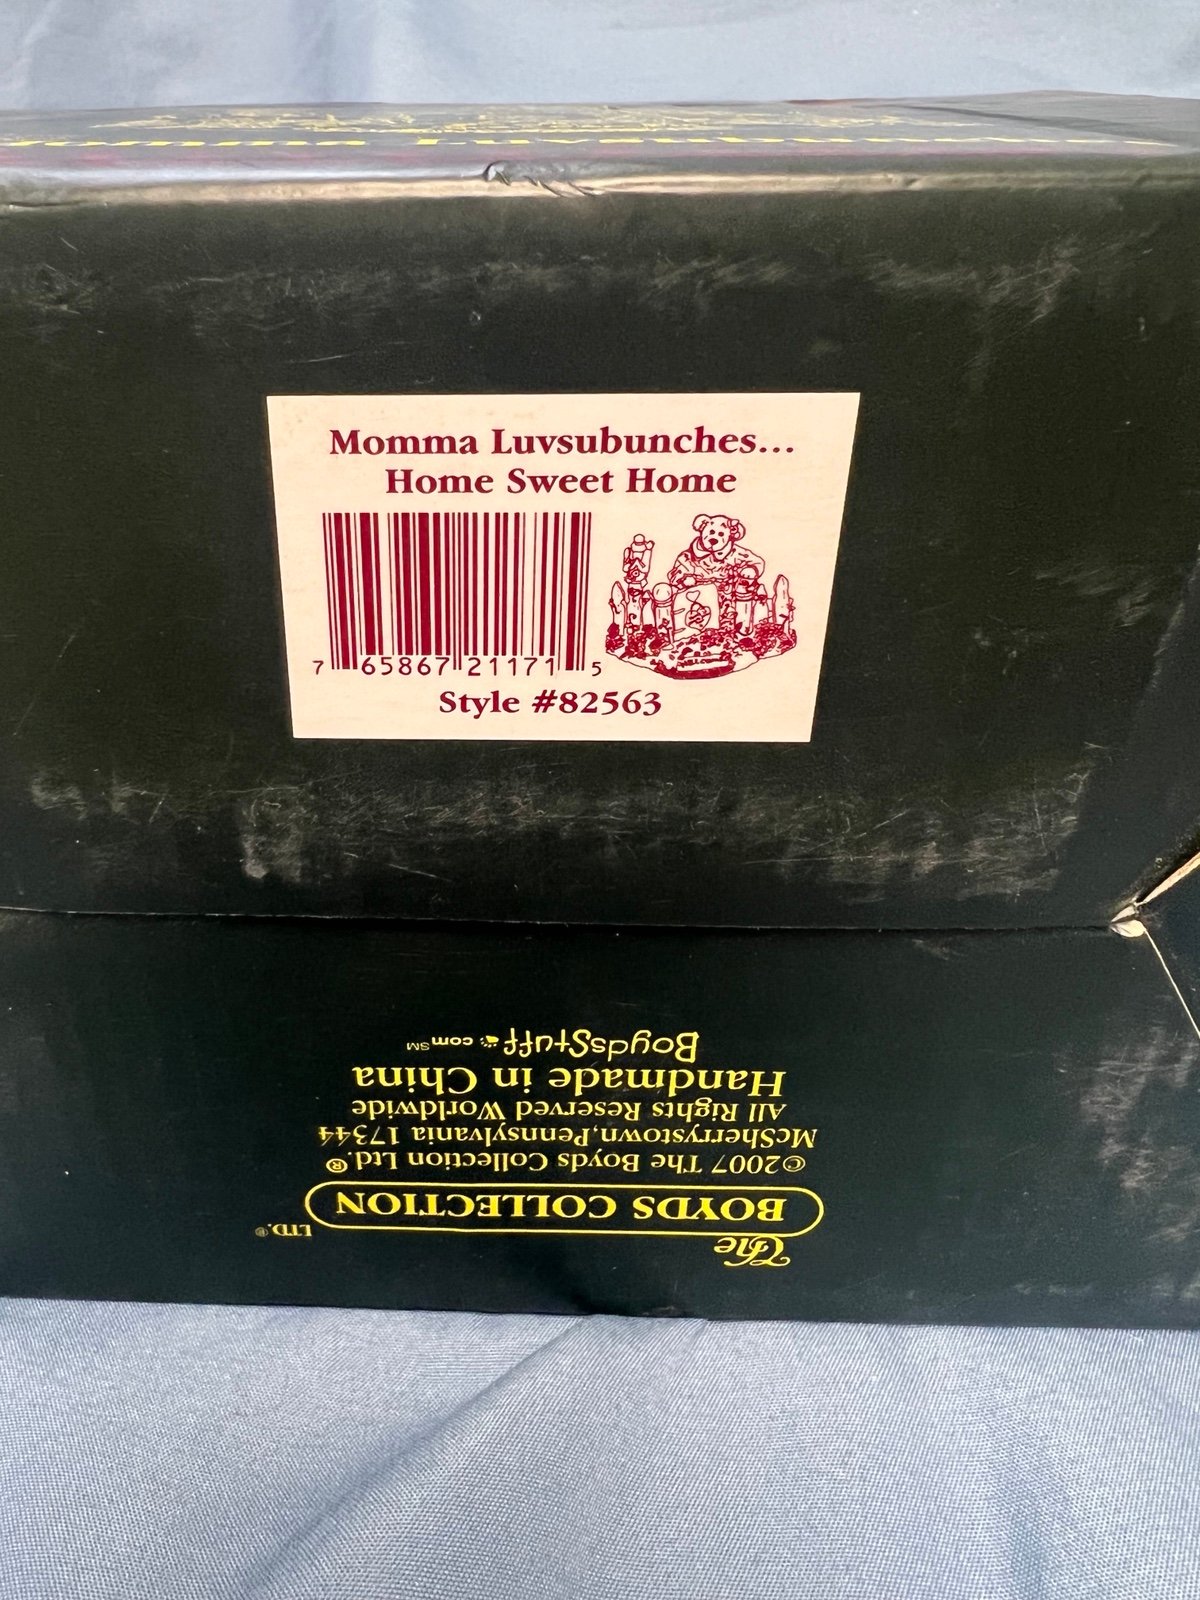 Momma Luvsubunches...
Home Sweet Home
7 65867 21171 5
Style #82563
The
BOYDS COLLECTION LTD.®
©2007 The Boyds Collection Ltd.®
McSherrystown, Pennsylvania 17344
All Rights Reserved Worldwide
Handmade in China
BoydsStuff.com℠